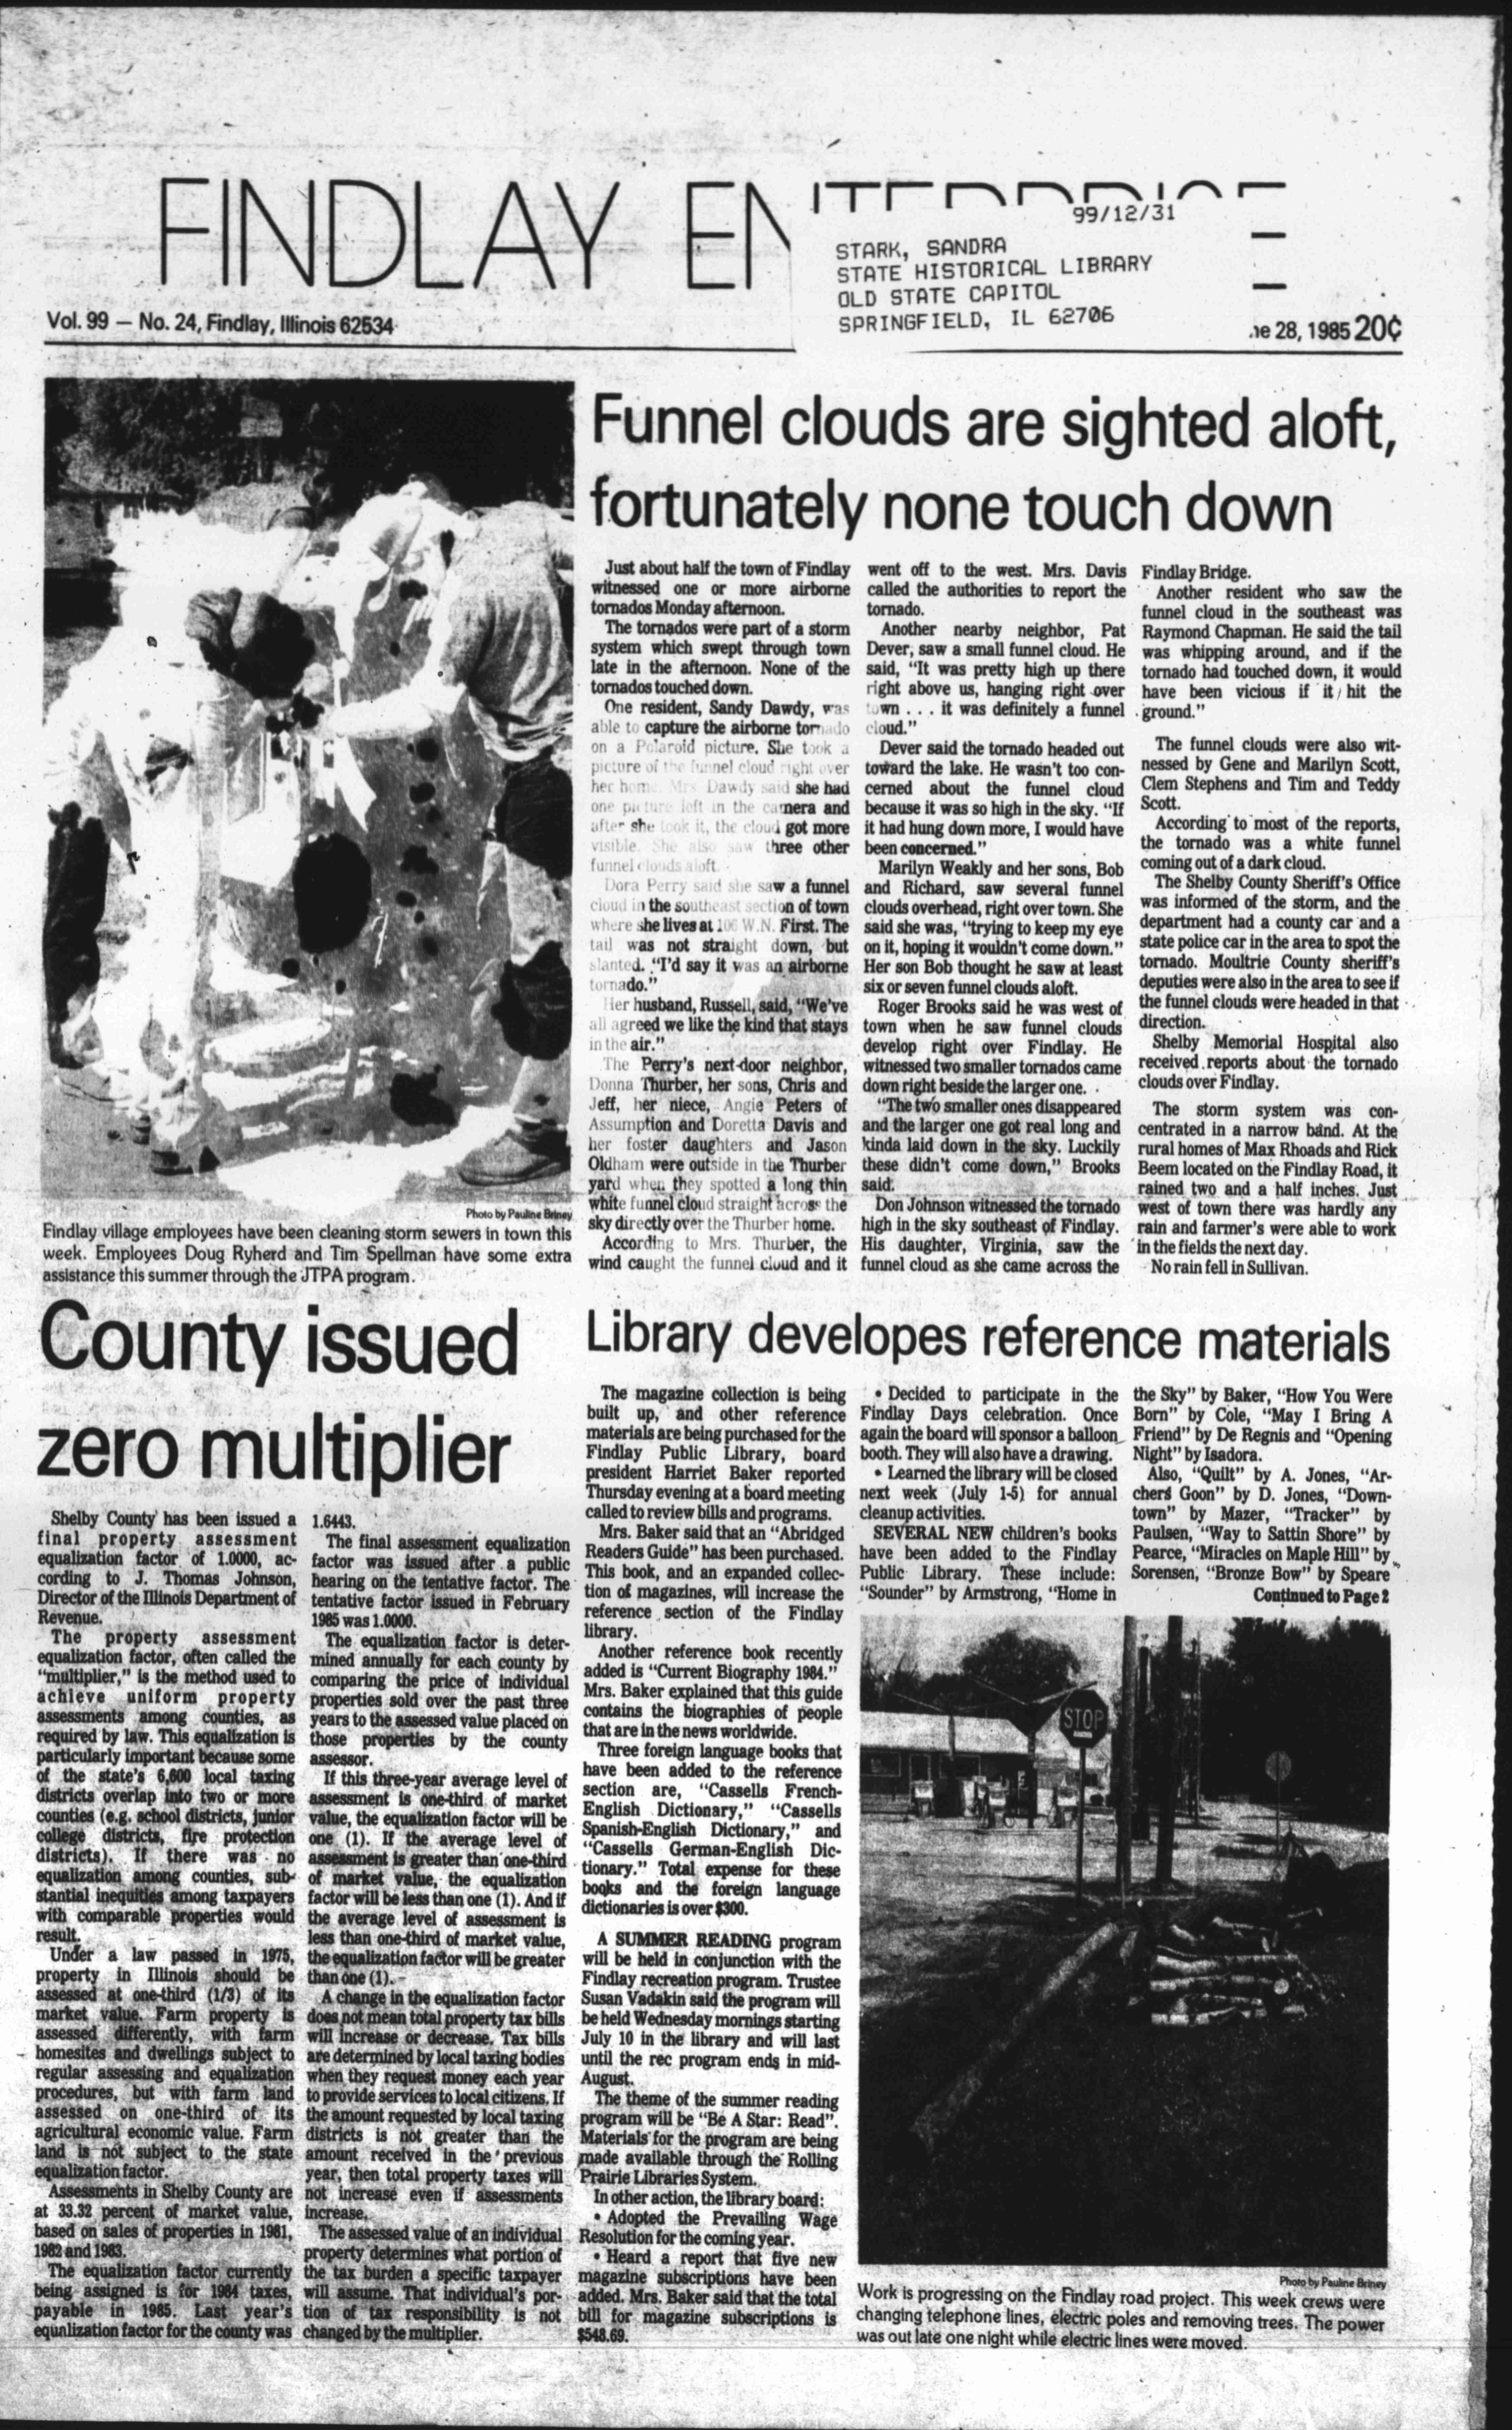 FINDLAY
99/12/31
STARK, SANDRA
STATE HISTORICAL LIBRARY
OLD STATE CAPITOL
SPRINGFIELD, IL 62706
Vol. 99 — No. 24, Findlay, Illinois 62534
28, 1985 20¢
Funnel clouds are sighted aloft,
fortunately none touch down
Just about half the town of Findlay
witnessed one or more airborne
tornados Monday afternoon.
The tornados were part of a storm
system which swept through town
late in the afternoon. None of the
tornados touched down.
One resident, Sandy Dawdy, was
able to capture the airborne tornado
on a Polaroid picture. She took a
picture of the funnel cloud right over
her home. Mrs. Dawdy said she had
one picture left in the camera and
after she took it, the cloud got more
visible. She also saw three other
funnel clouds aloft.
Dora Perry said she saw a funnel
cloud in the southeast section of town
where she lives at 106 W.N. First. The
tail was not straight down, but
slanted. "I'd say it was an airborne
tornado."
Her husband, Russell, said, "We've
all agreed we like the kind that stays
in the air."
The Perry's next-door neighbor,
Donna Thurber, her sons, Chris and
Jeff, her niece, Angie Peters of
Assumption and Doretta Davis and
her foster daughters and Jason
Oldham were outside in the Thurber
yard when they spotted a long thin
white funnel cloud straight across the
sky directly over the Thurber home.
According to Mrs. Thurber, the
wind caught the funnel cloud and it
went off to the west. Mrs. Davis
called the authorities to report the
tornado.
Another nearby neighbor, Pat
Dever, saw a small funnel cloud. He
said, "It was pretty high up there
right above us, hanging right over
town . . . it was definitely a funnel
cloud."
Dever said the tornado headed out
toward the lake. He wasn't too con-
cerned about the funnel cloud
because it was so high in the sky. "If
it had hung down more, I would have
been concerned."
Marilyn Weakly and her sons, Bob
and Richard, saw several funnel
clouds overhead, right over town. She
said she was, "trying to keep my eye
on it, hoping it wouldn't come down."
Her son Bob thought he saw at least
six or seven funnel clouds aloft.
Roger Brooks said he was west of
town when he saw funnel clouds
develop right over Findlay. He
witnessed two smaller tornados came
down right beside the larger one.
"The two smaller ones disappeared
and the larger one got real long and
kinda laid down in the sky. Luckily
these didn't come down," Brooks
said.
Don Johnson witnessed the tornado
high in the sky southeast of Findlay.
His daughter, Virginia, saw the
funnel cloud as she came across the
Findlay Bridge.
Another resident who saw the
funnel cloud in the southeast was
Raymond Chapman. He said the tail
was whipping around, and if the
tornado had touched down, it would
have been vicious if it hit the
ground."
The funnel clouds were also wit-
nessed by Gene and Marilyn Scott,
Clem Stephens and Tim and Teddy
Scott.
According to most of the reports,
the tornado was a white funnel
coming out of a dark cloud.
The Shelby County Sheriff's Office
was informed of the storm, and the
department had a county car and a
state police car in the area to spot the
tornado. Moultrie County sheriff's
deputies were also in the area to see if
the funnel clouds were headed in that
direction.
Shelby Memorial Hospital also
received reports about the tornado
clouds over Findlay.
The storm system was con-
centrated in a narrow band. At the
rural homes of Max Rhoads and Rick
Beem located on the Findlay Road, it
rained two and a half inches. Just
west of town there was hardly any
rain and farmer's were able to work
in the fields the next day.
No rain fell in Sullivan.
Photo by Pauline Briney
Findlay village employees have been cleaning storm sewers in town this
week. Employees Doug Ryherd and Tim Spellman have some extra
assistance this summer through the JTPA program.
County issued
zero multiplier
Shelby County has been issued a
final property assessment
equalization factor of 1.0000, ac-
cording to J. Thomas Johnson,
Director of the Illinois Department of
Revenue.
The property assessment
equalization factor, often called the
"multiplier," is the method used to
achieve uniform property
assessments among counties, as
required by law. This equalization is
particularly important because some
of the state's 6,600 local taxing
districts overlap into two or more
counties (e.g. school districts, junior
college districts, fire protection
districts). If there was no
equalization among counties, sub-
stantial inequities among taxpayers
with comparable properties would
result.
Under a law passed in 1975,
property in Illinois should be
assessed at one-third (1/3) of its
market value. Farm property is
assessed differently, with farm
homesites and dwellings subject to
regular assessing and equalization
procedures, but with farm land
assessed on one-third of its
agricultural economic value. Farm
land is not subject to the state
equalization factor.
Assessments in Shelby County are
at 33.32 percent of market value,
based on sales of properties in 1981,
1982 and 1983.
The equalization factor currently
being assigned is for 1984 taxes,
payable in 1985. Last year's
equnlization factor for the county was
1.6443.
The final assessment equalization
factor was issued after a public
hearing on the tentative factor. The
tentative factor issued in February
1985 was 1.0000.
The equalization factor is deter-
mined annually for each county by
comparing the price of individual
properties sold over the past three
years to the assessed value placed on
those properties by the county
assessor.
If this three-year average level of
assessment is one-third of market
value, the equalization factor will be
one (1). If the average level of
assessment is greater than one-third
of market value, the equalization
factor will be less than one (1). And if
the average level of assessment is
less than one-third of market value,
the equalization factor will be greater
than one (1).
A change in the equalization factor
does not mean total property tax bills
will increase or decrease. Tax bills
are determined by local taxing bodies
when they request money each year
to provide services to local citizens. If
the amount requested by local taxing
districts is not greater than the
amount received in the previous
year, then total property taxes will
not increase even if assessments
increase.
The assessed value of an individual
property determines what portion of
the tax burden a specific taxpayer
will assume. That individual's por-
tion of tax responsibility is not
changed by the multiplier.
Library developes reference materials
The magazine collection is being
built up, and other reference
materials are being purchased for the
Findlay Public Library, board
president Harriet Baker reported
Thursday evening at a board meeting
called to review bills and programs.
Mrs. Baker said that an "Abridged
Readers Guide" has been purchased.
This book, and an expanded collec-
tion of magazines, will increase the
reference section of the Findlay
library.
Another reference book recently
added is "Current Biography 1984."
Mrs. Baker explained that this guide
contains the biographies of people
that are in the news worldwide.
Three foreign language books that
have been added to the reference
section are, "Cassells French-
English Dictionary," "Cassells
Spanish-English Dictionary," and
"Cassells German-English Dic-
tionary." Total expense for these
books and the foreign language
dictionaries is over $300.
A SUMMER READING program
will be held in conjunction with the
Findlay recreation program. Trustee
Susan Vadakin said the program will
be held Wednesday mornings starting
July 10 in the library and will last
until the rec program ends in mid-
August.
The theme of the summer reading
program will be "Be A Star: Read".
Materials for the program are being
made available through the Rolling
Prairie Libraries System.
In other action, the library board:
• Adopted the Prevailing Wage
Resolution for the coming year.
• Heard a report that five new
magazine subscriptions have been
added. Mrs. Baker said that the total
bill for magazine subscriptions is
$548.69.
• Decided to participate in the
Findlay Days celebration. Once
again the board will sponsor a balloon
booth. They will also have a drawing.
• Learned the library will be closed
next week (July 1-5) for annual
cleanup activities.
SEVERAL NEW children's books
have been added to the Findlay
Public Library. These include:
"Sounder" by Armstrong, "Home in
the Sky" by Baker, "How You Were
Born" by Cole, "May I Bring A
Friend" by De Regnis and "Opening
Night" by Isadora.
Also, "Quilt" by A. Jones, "Ar-
chers Goon" by D. Jones, "Down-
town" by Mazer, "Tracker" by
Paulsen, "Way to Sattin Shore" by
Pearce, "Miracles on Maple Hill" by
Sorensen, "Bronze Bow" by Speare
Continued to Page 2
STOP
Photo by Pauline Briney
Work is progressing on the Findlay road project. This week crews were
changing telephone lines, electric poles and removing trees. The power
was out late one night while electric lines were moved.